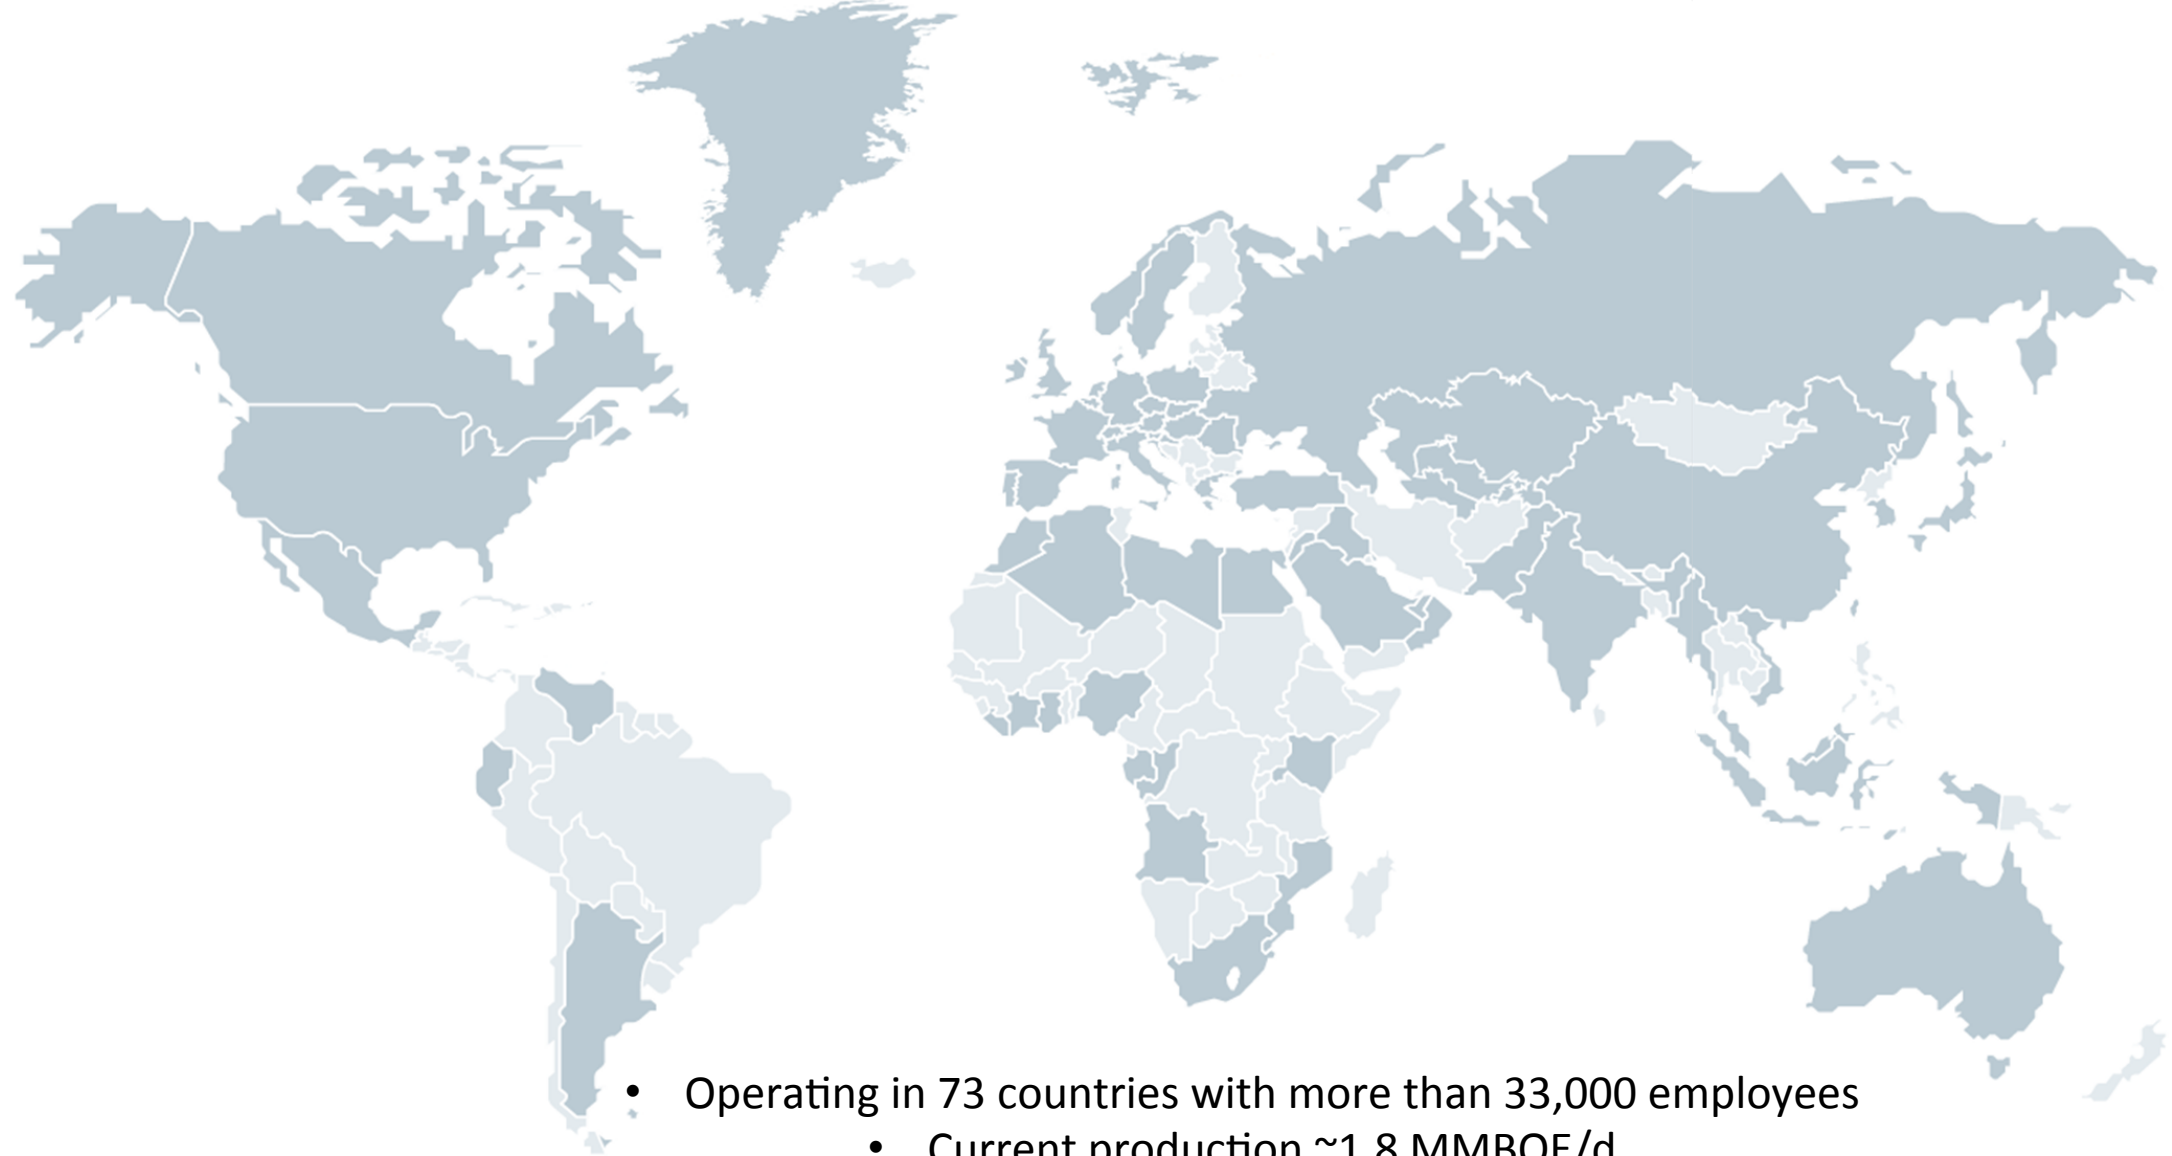 • Operating in 73 countries with more than 33,000 employees
• Current production ~1.8 MMBOE/d